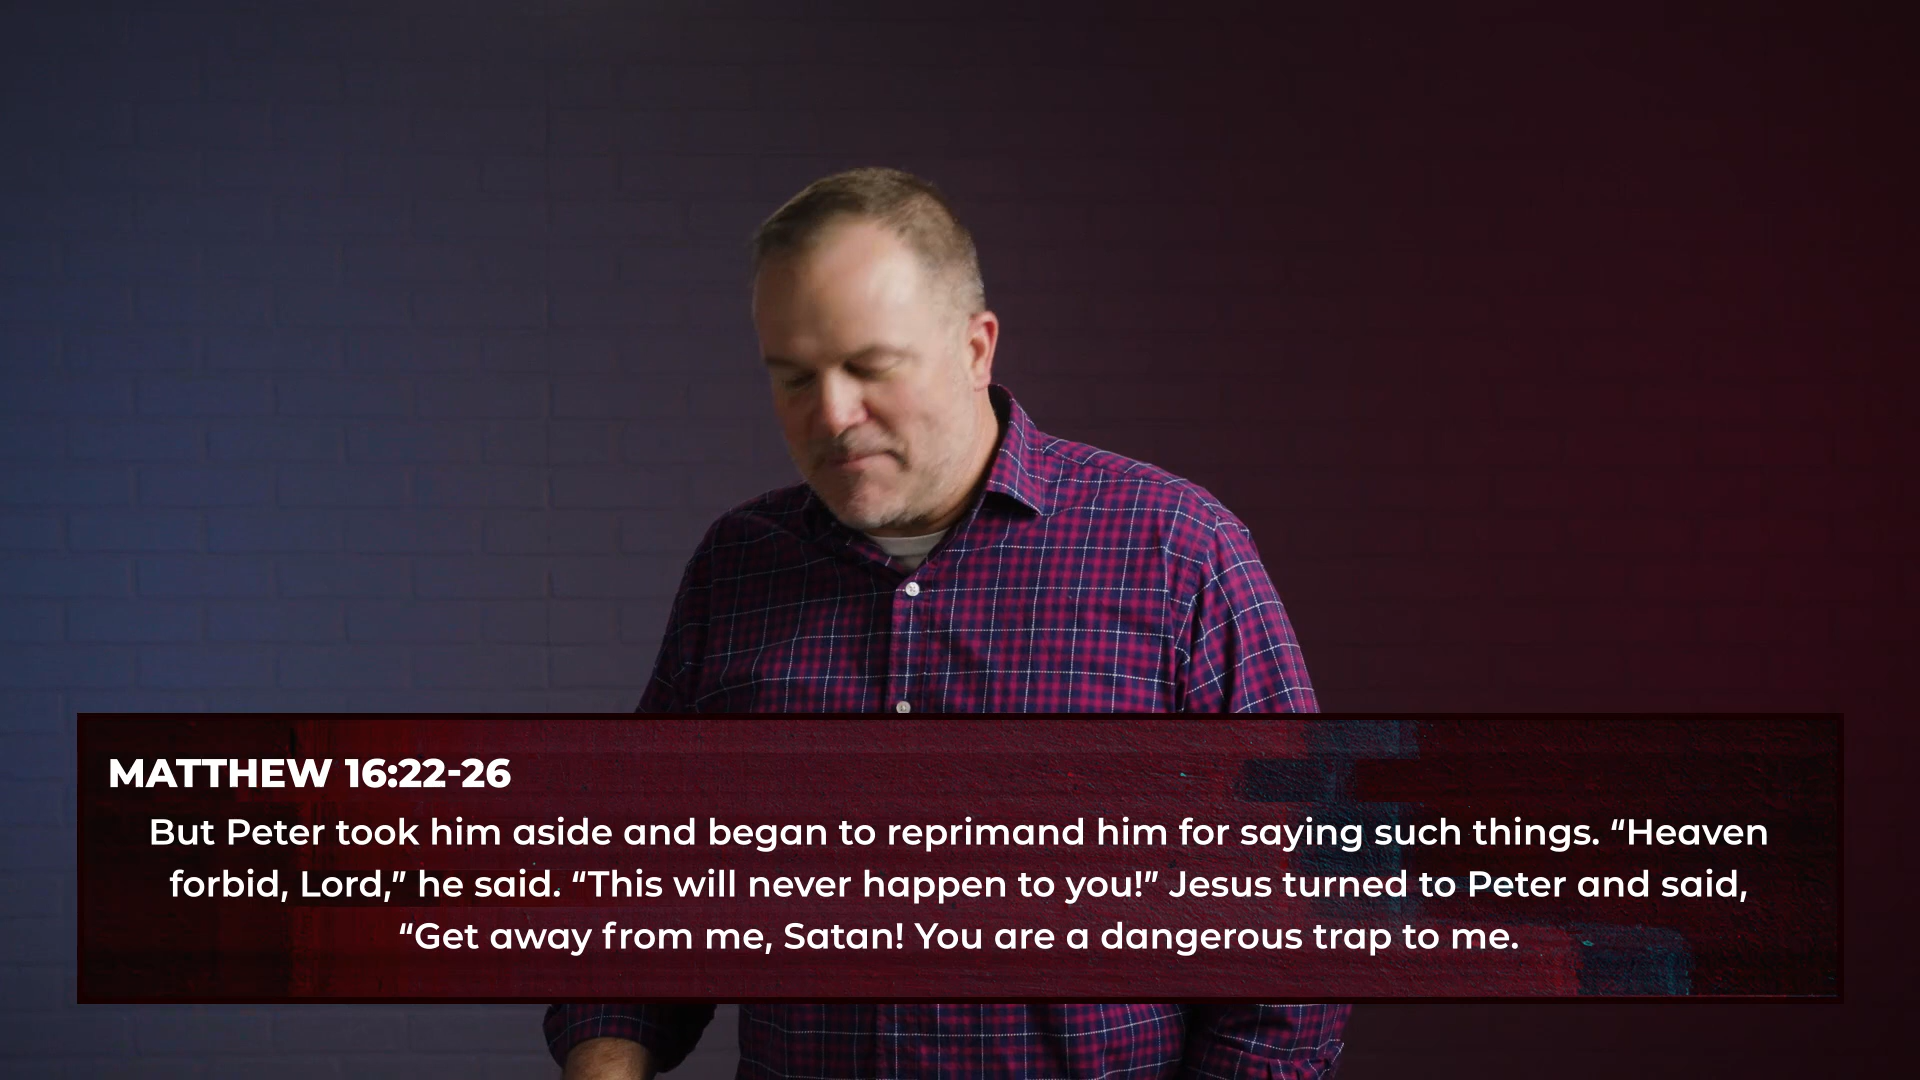 MATTHEW 16:22-26
But Peter took him aside and began to reprimand him for saying such things. “Heaven
forbid, Lord,” he said. “This will never happen to you!” Jesus turned to Peter and said,
“Get away from me, Satan! You are a dangerous trap to me.